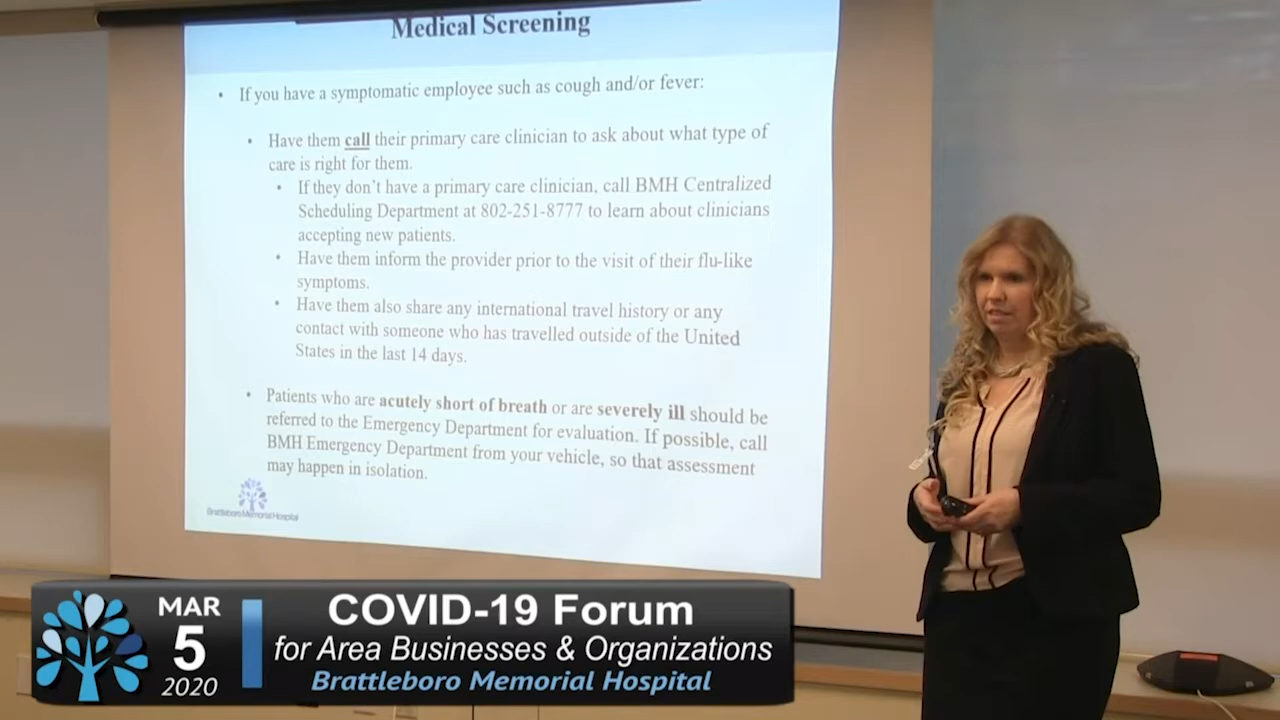 Medical Screening
• If you have a symptomatic employee such as cough and/or fever:
• Have them call their primary care clinician to ask about what type of
care is right for them.
• If they don't have a primary care clinician, call BMH Centralized
Scheduling Department at 802-251-8777 to learn about clinicians
accepting new patients.
• Have them inform the provider prior to the visit of their flu-like
symptoms.
• Have them also share any international travel history or any
contact with someone who has travelled outside of the United
States in the last 14 days.
• Patients who are acutely short of breath or are severely ill should be
referred to the Emergency Department for evaluation. If possible, call
BMH Emergency Department from your vehicle, so that assessment
may happen in isolation.
Brattleboro Memorial Hospital
MAR
5
2020
COVID-19 Forum
for Area Businesses & Organizations
Brattleboro Memorial Hospital